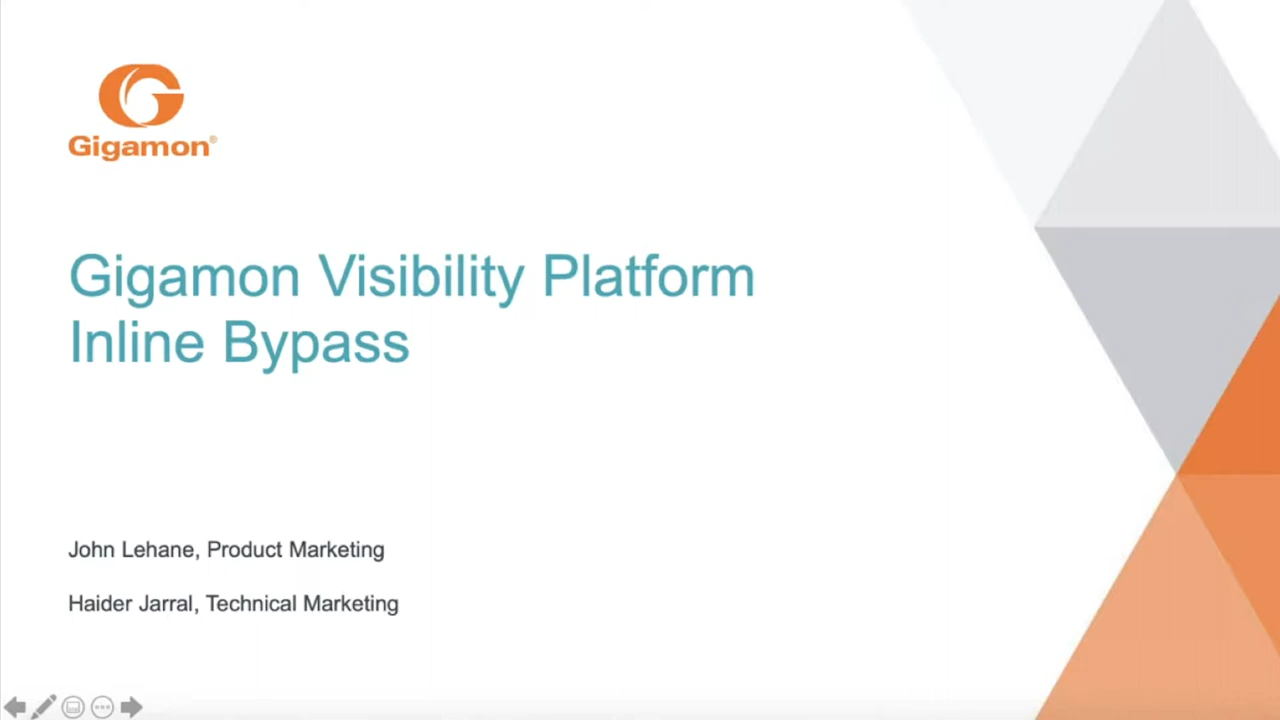 Gigamon®
Gigamon Visibility Platform
Inline Bypass
John Lehane, Product Marketing
Haider Jarral, Technical Marketing